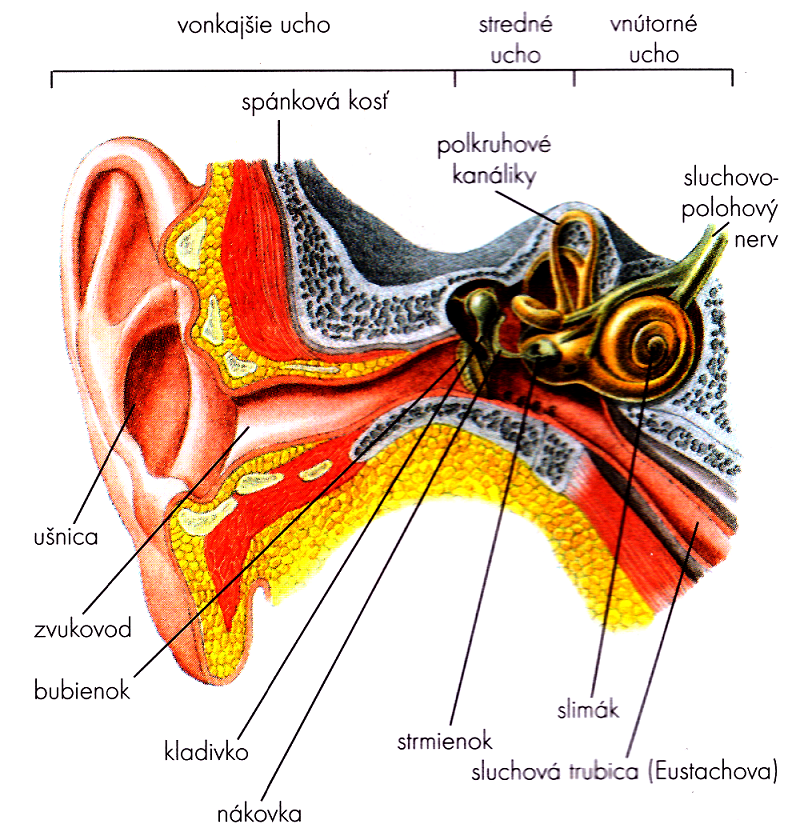 vonkajšie ucho
stredné
ucho
vnútorné
ucho
spánková kosť
polkruhové
kanáliky
sluchovo-
polohový
nerv
ušnica
zvukovod
bubienok
kladivko
nákovka
strmienok
slimák
sluchová trubica (Eustachova)